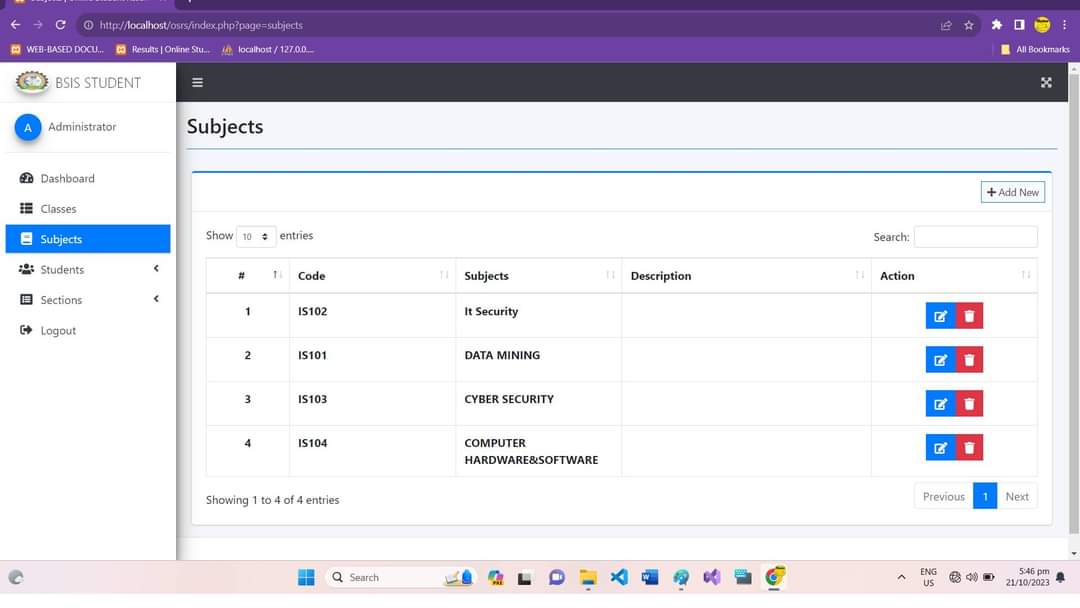 http://localhost/osrs/index.php?page=subjects
WEB-BASED DOCU... Results | Online Stu... localhost / 127.0.0.... All Bookmarks
BSIS STUDENT
A Administrator
Dashboard
Classes
Subjects
Students
Sections
Logout
Subjects
Add New
Show 10 entries Search:
# Code Subjects Description Action
1 IS102 It Security
2 IS101 DATA MINING
3 IS103 CYBER SECURITY
4 IS104 COMPUTER
HARDWARE&SOFTWARE
Showing 1 to 4 of 4 entries Previous 1 Next
Search
ENG
US
5:46 pm
21/10/2023